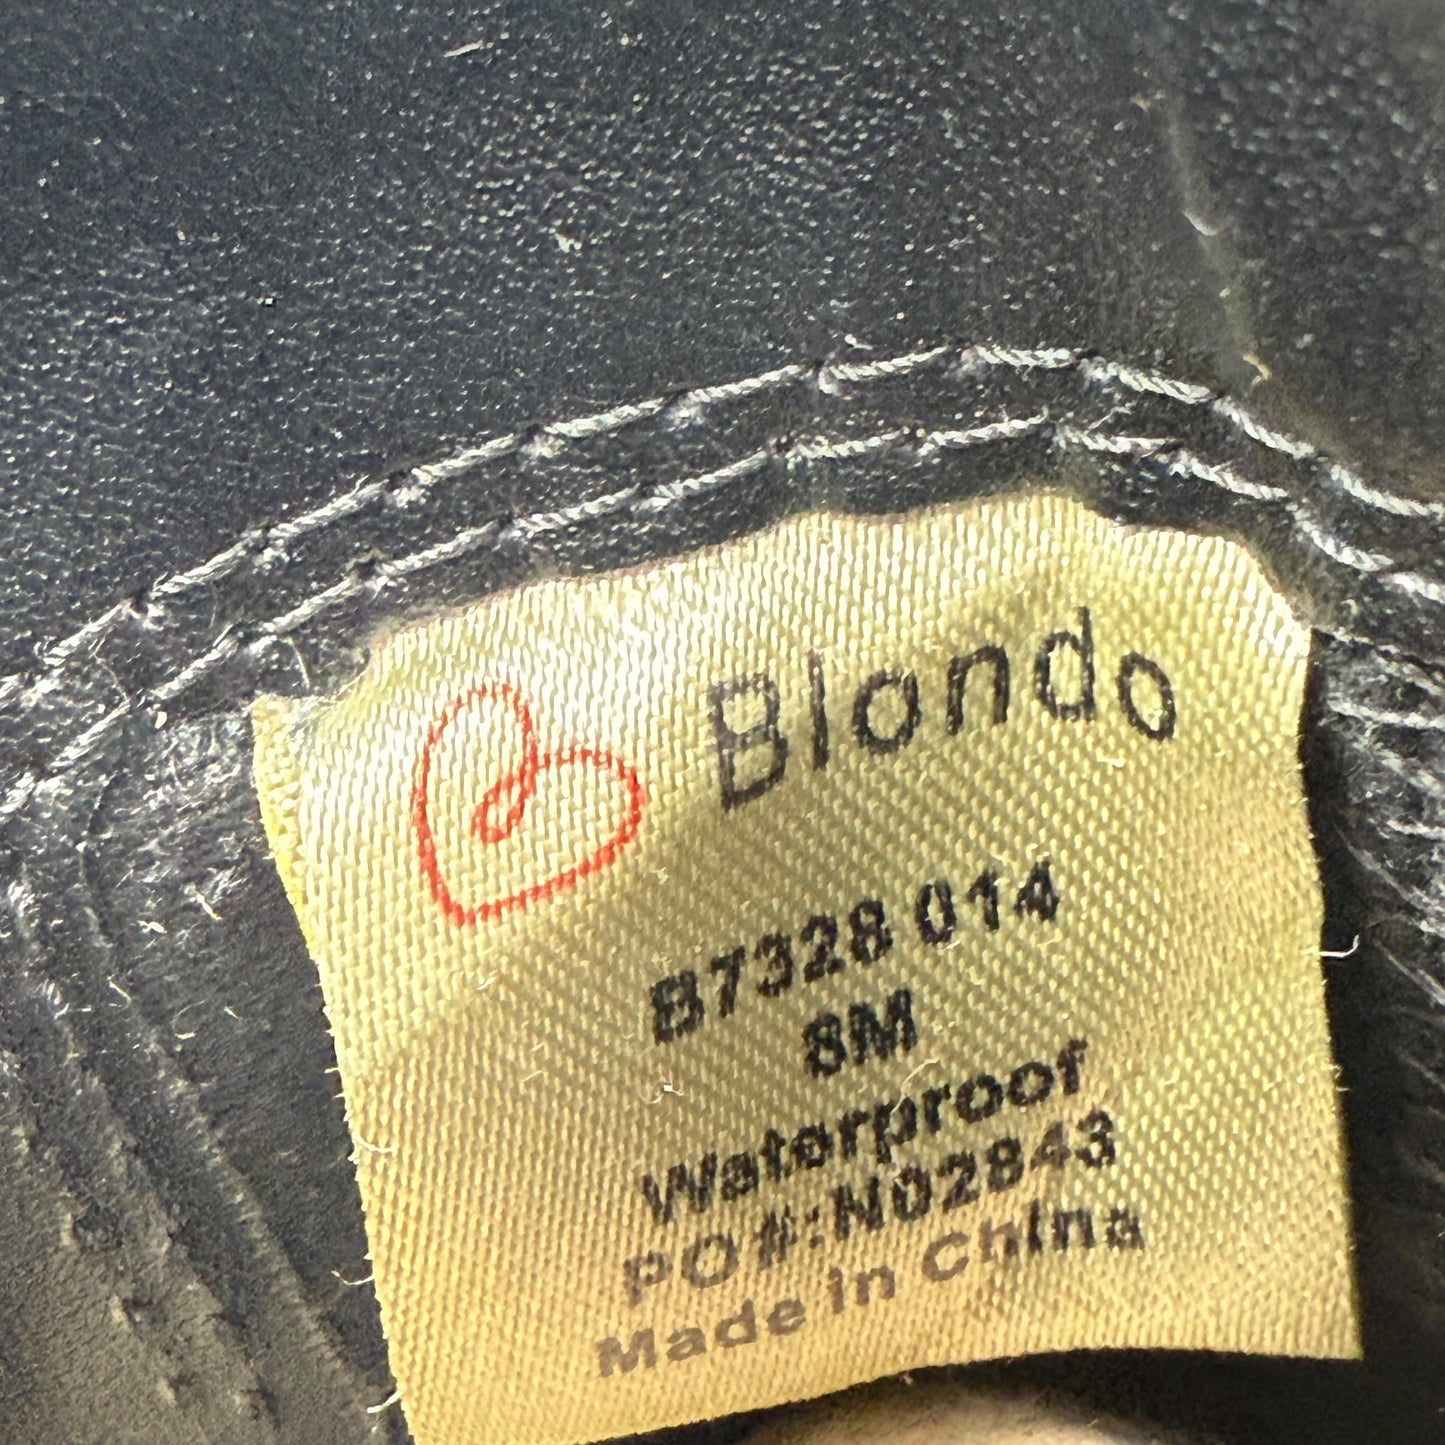 Blondo
B7328 014
8M
Waterproof
PO#:N02843
Made in China